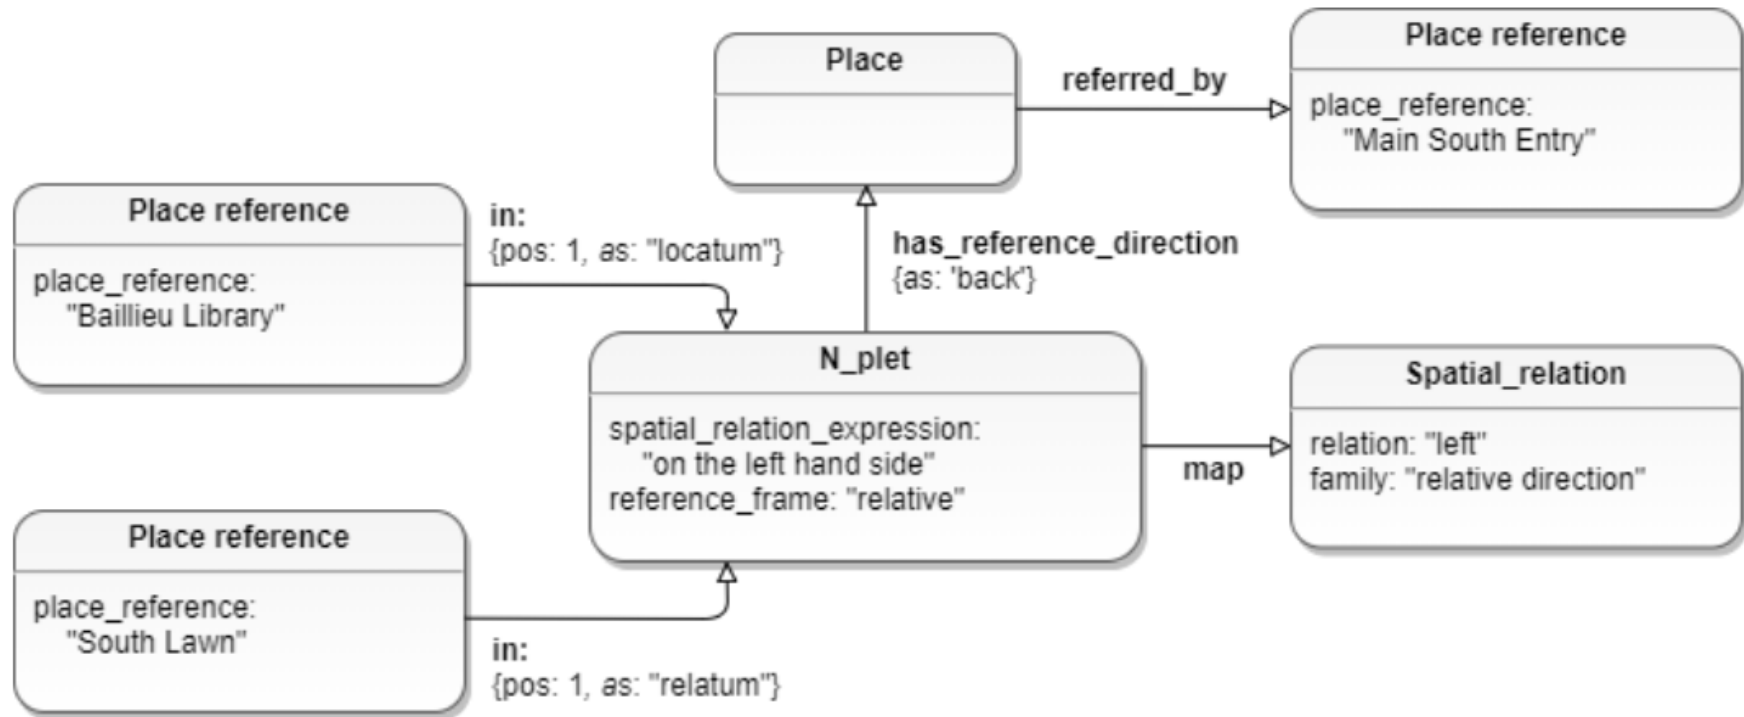 Place
referred_by
Place reference
place_reference:
"Main South Entry"
Place reference
place_reference:
"Baillieu Library"
in:
{pos: 1, as: "locatum"}
has_reference_direction
{as: 'back'}
N_plet
spatial_relation_expression:
"on the left hand side"
reference_frame: "relative"
map
Spatial_relation
relation: "left"
family: "relative direction"
Place reference
place_reference:
"South Lawn"
in:
{pos: 1, as: "relatum"}